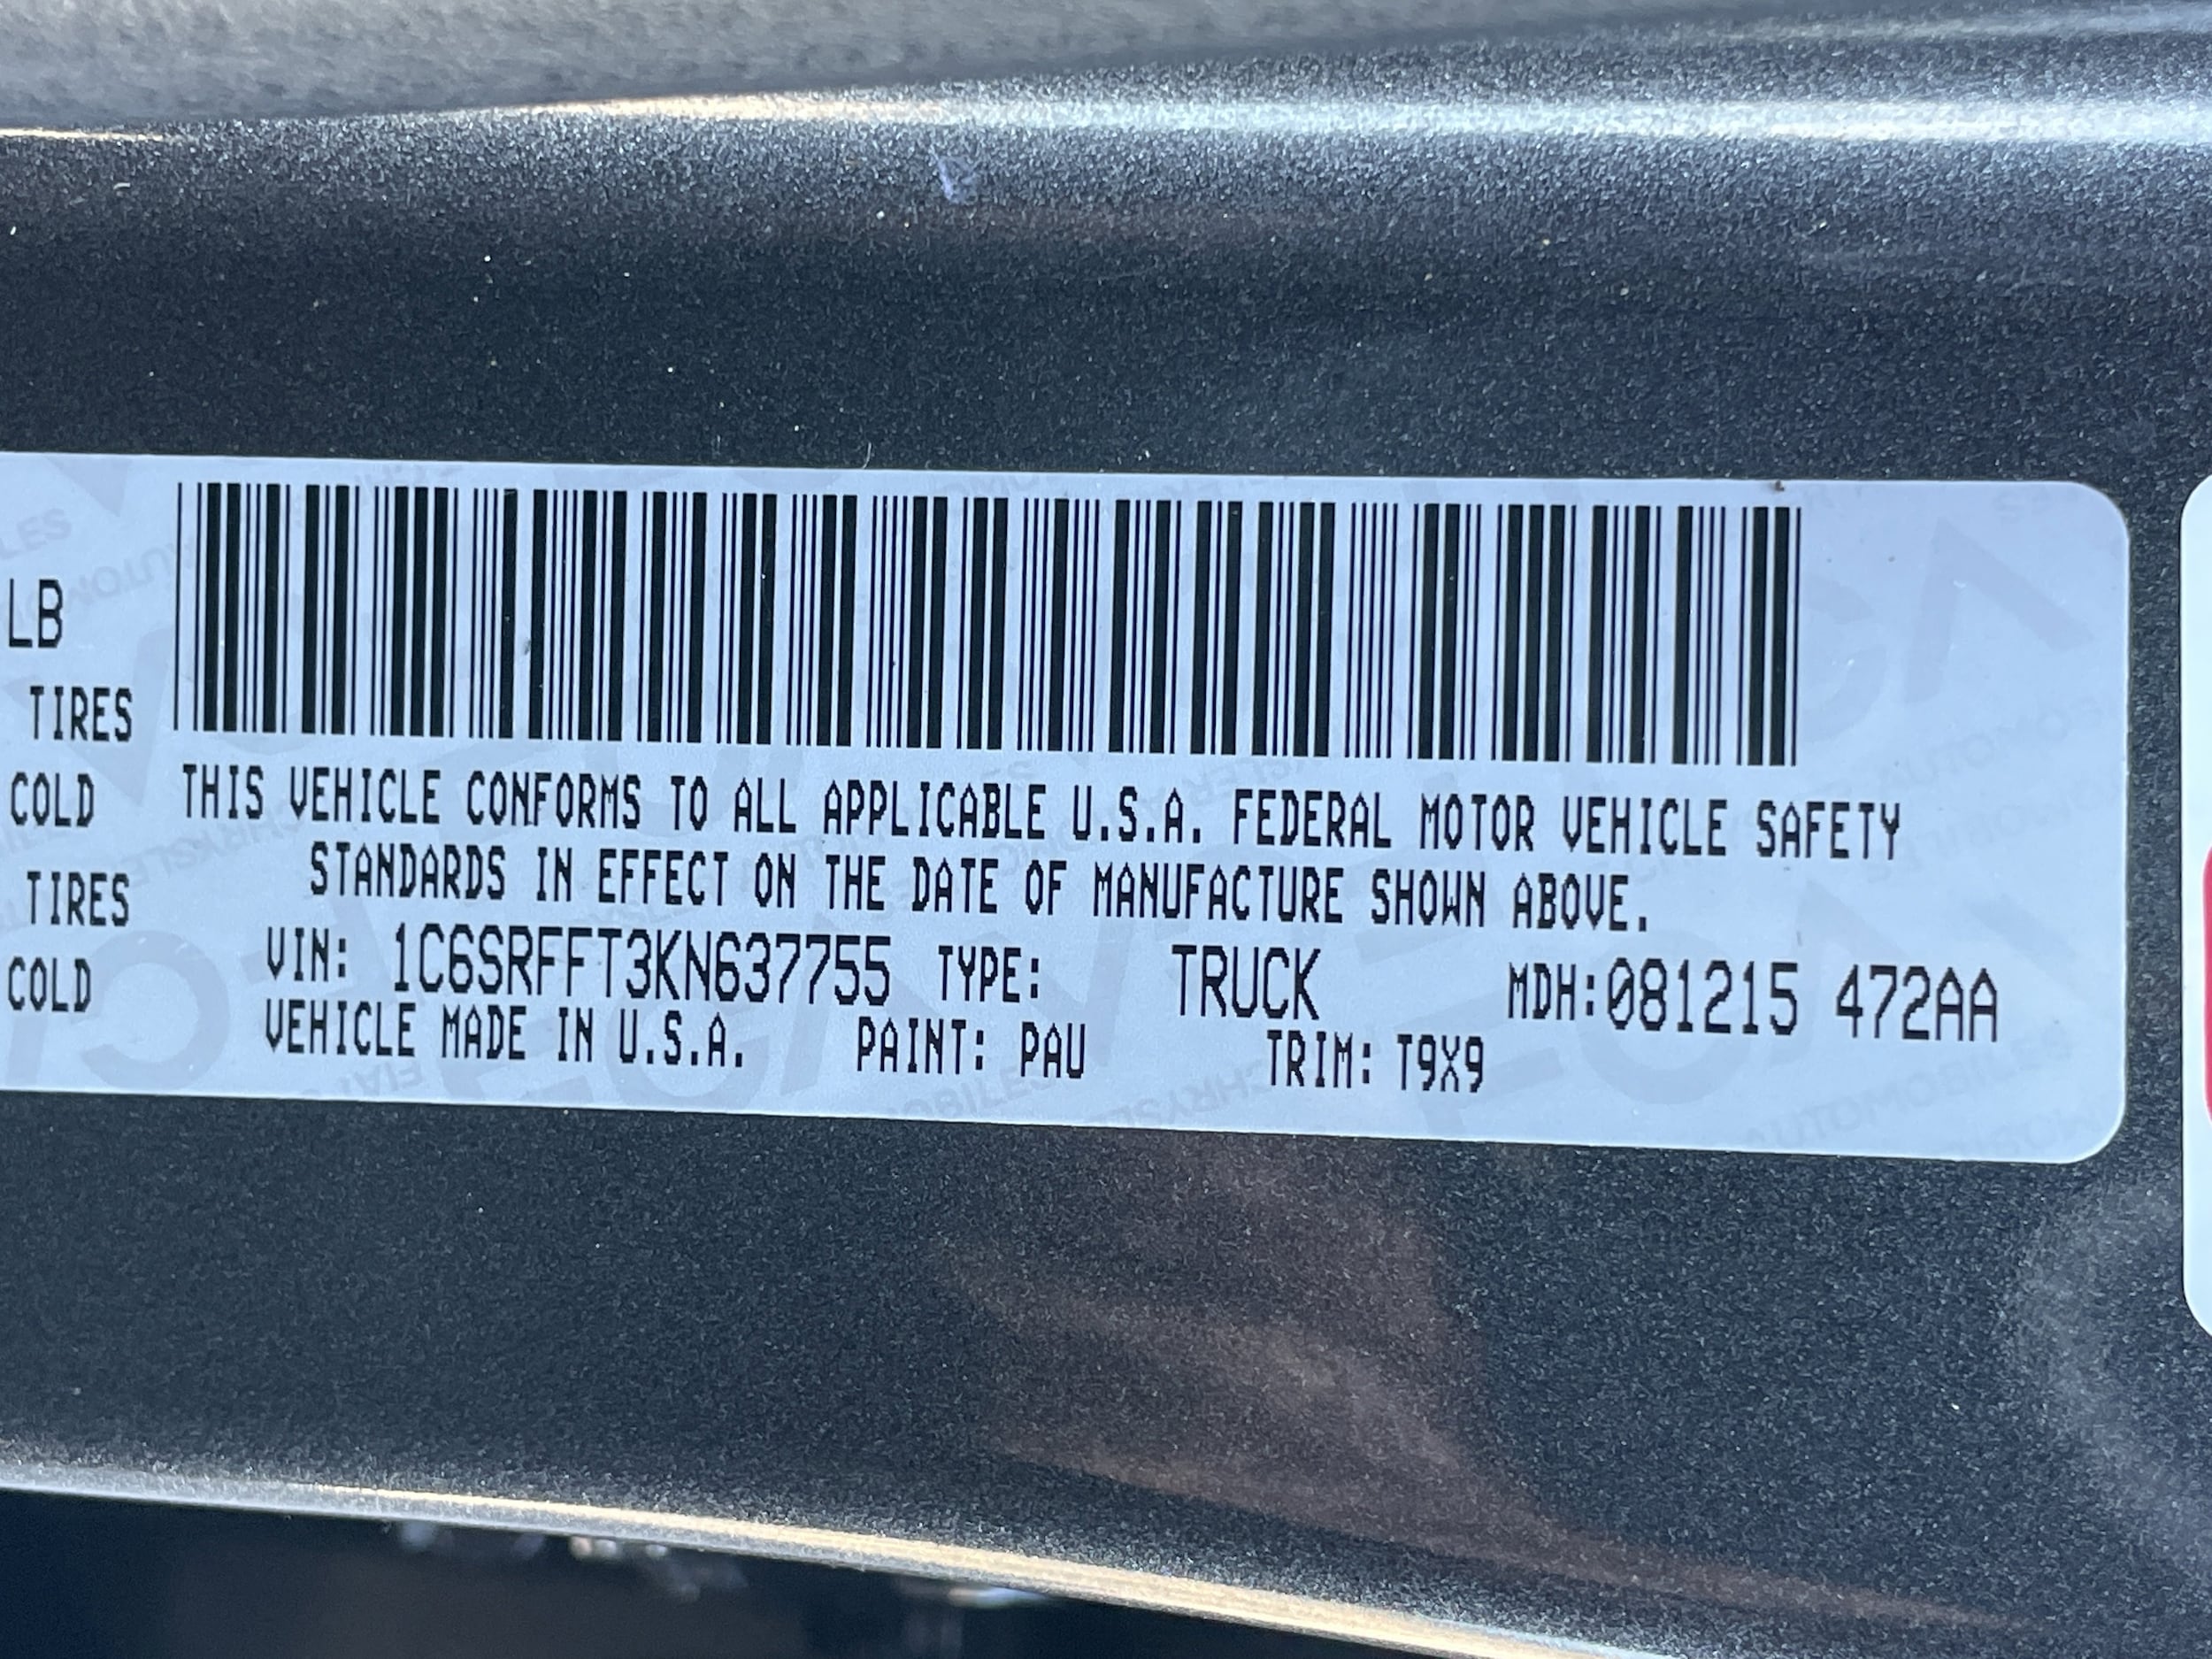 LB
TIRES
COLD
TIRES
COLD
THIS VEHICLE CONFORMS TO ALL APPLICABLE U.S.A. FEDERAL MOTOR VEHICLE SAFETY
STANDARDS IN EFFECT ON THE DATE OF MANUFACTURE SHOWN ABOVE.
VIN: 1C6SRFFT3KN637755 TYPE: TRUCK MDH:081215 472AA
VEHICLE MADE IN U.S.A. PAINT: PAU TRIM: T9X9